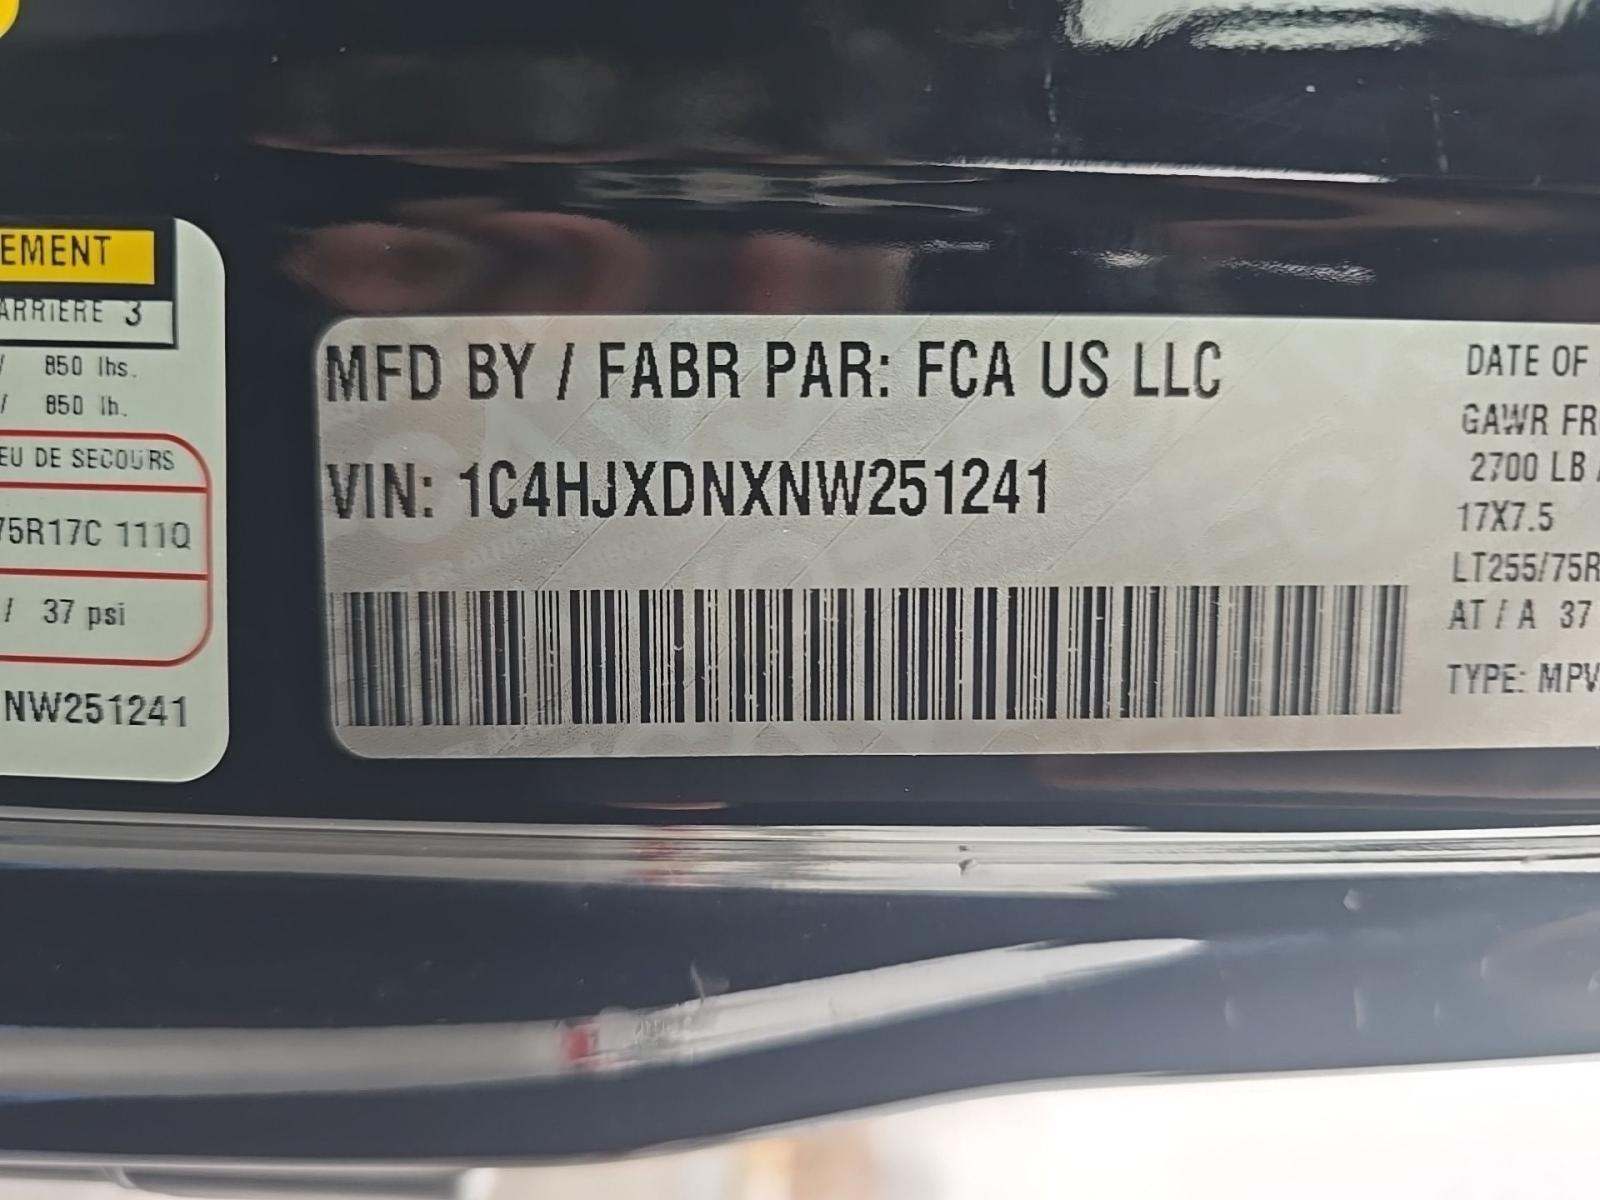 EMENT
ARRIERE 3
/ 850 lbs.
/ 850 lb.
EU DE SECOURS
75R17C 111Q
/ 37 psi
NW251241
MFD BY / FABR PAR: FCA US LLC
VIN: 1C4HJXDNXNW251241
DATE OF
GAWR FR
2700 LB
17X7.5
LT255/75R
AT / A 37
TYPE: MPV